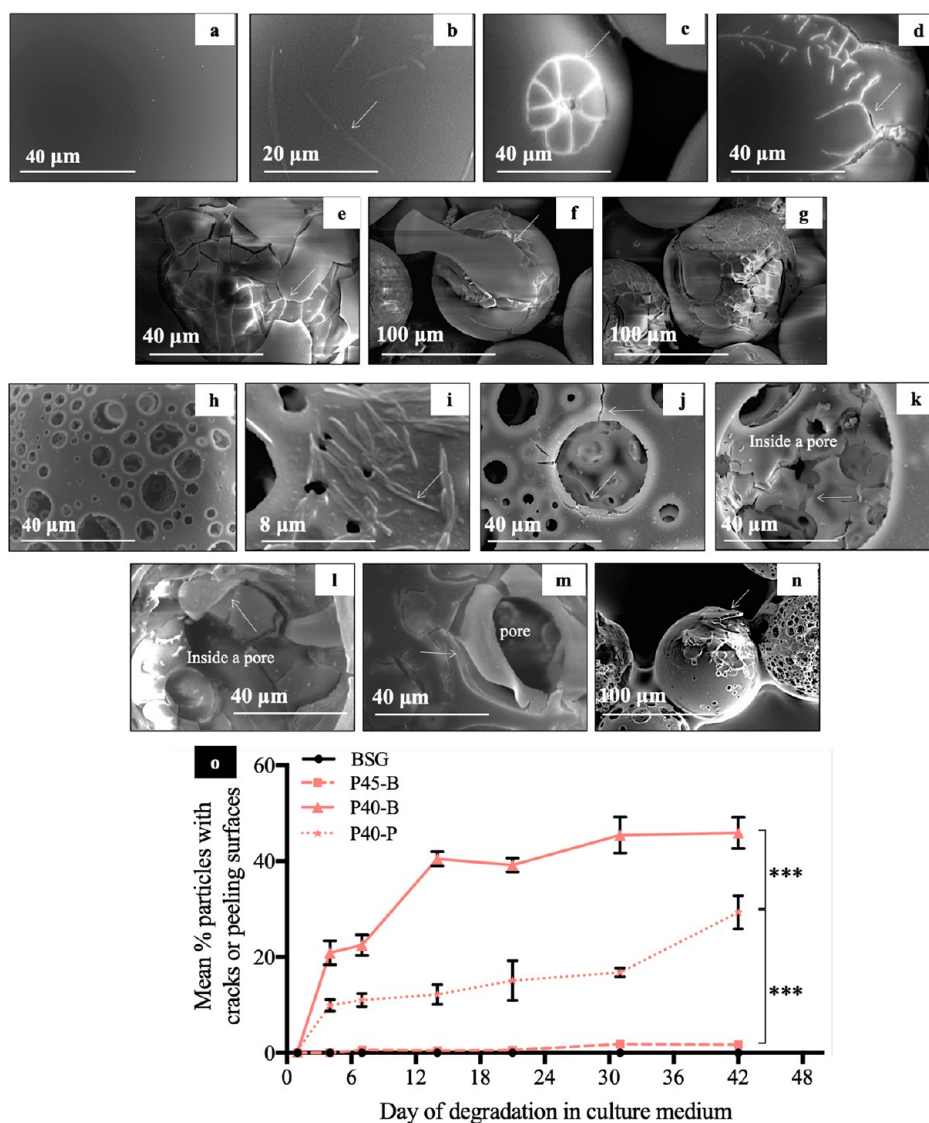 a
40 µm
b
20 µm
c
40 µm
d
40 µm
e
40 µm
f
100 µm
g
100 µm
h
40 µm
i
8 µm
j
40 µm
k
Inside a pore
40 µm
l
Inside a pore
40 µm
m
pore
40 µm
n
100 µm
o
BSG
P45-B
P40-B
P40-P
Mean % particles with
cracks or peeling surfaces
60
40
20
0
***
***
0 6 12 18 24 30 36 42 48
Day of degradation in culture medium